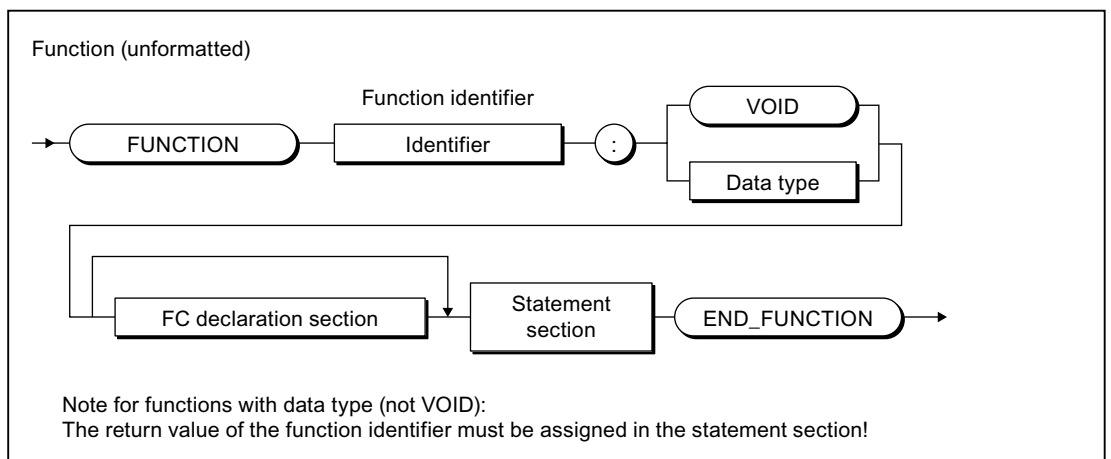 Function (unformatted)
Function identifier
FUNCTION
Identifier
:
VOID
Data type
FC declaration section
Statement
section
END_FUNCTION
Note for functions with data type (not VOID):
The return value of the function identifier must be assigned in the statement section!